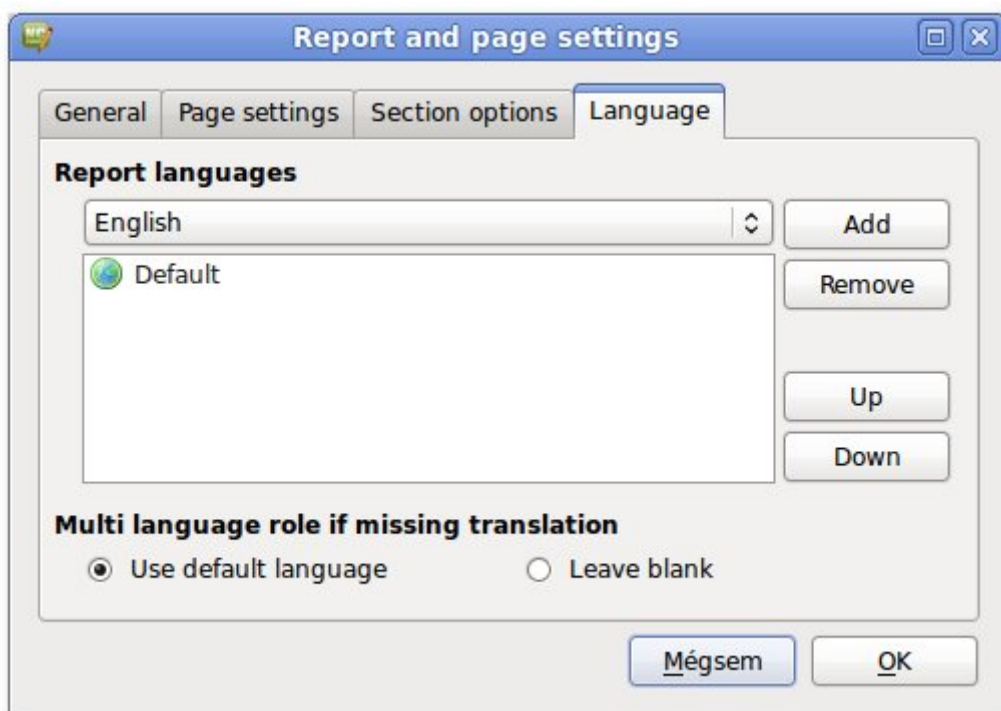 Report and page settings
General Page settings Section options Language
Report languages
English Add
Default
Remove
Up
Down
Multi language role if missing translation
Use default language Leave blank
Mégsem OK